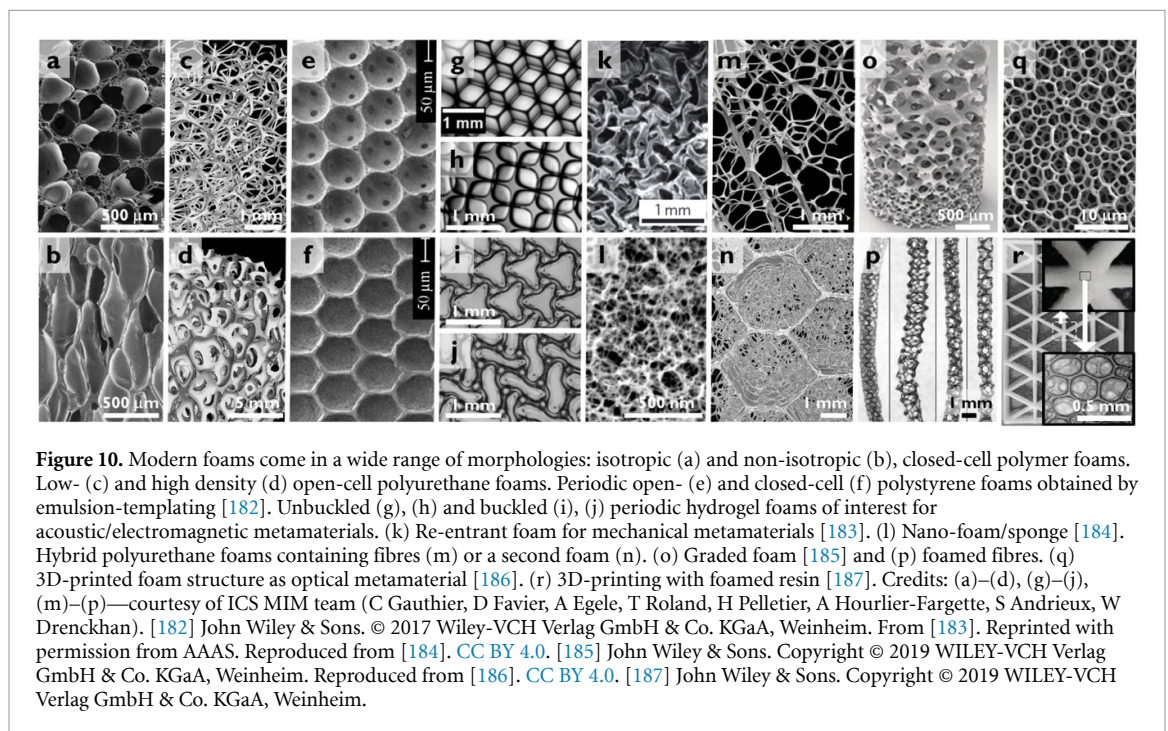 a
c
e
50 μm
g
1 mm
k
1 mm
m
1 mm
o
500 μm
q
10 μm
500 μm
1 mm
h
1 mm
b
500 μm
d
5 mm
f
50 μm
i
1 mm
j
1 mm
l
500 nm
n
1 mm
p
1 mm
r
0.5 mm
Figure 10. Modern foams come in a wide range of morphologies: isotropic (a) and non-isotropic (b), closed-cell polymer foams.
Low- (c) and high density (d) open-cell polyurethane foams. Periodic open- (e) and closed-cell (f) polystyrene foams obtained by
emulsion-templating [182]. Unbuckled (g), (h) and buckled (i), (j) periodic hydrogel foams of interest for
acoustic/electromagnetic metamaterials. (k) Re-entrant foam for mechanical metamaterials [183]. (l) Nano-foam/sponge [184].
Hybrid polyurethane foams containing fibres (m) or a second foam (n). (o) Graded foam [185] and (p) foamed fibres. (q)
3D-printed foam structure as optical metamaterial [186]. (r) 3D-printing with foamed resin [187]. Credits: (a)–(d), (g)–(j),
(m)–(p)—courtesy of ICS MIM team (C Gauthier, D Favier, A Egele, T Roland, H Pelletier, A Hourlier-Fargette, S Andrieux, W
Drenckhan). [182] John Wiley & Sons. © 2017 Wiley-VCH Verlag GmbH & Co. KGaA, Weinheim. From [183]. Reprinted with
permission from AAAS. Reproduced from [184]. CC BY 4.0. [185] John Wiley & Sons. Copyright © 2019 WILEY-VCH Verlag
GmbH & Co. KGaA, Weinheim. Reproduced from [186]. CC BY 4.0. [187] John Wiley & Sons. Copyright © 2019 WILEY-VCH
Verlag GmbH & Co. KGaA, Weinheim.